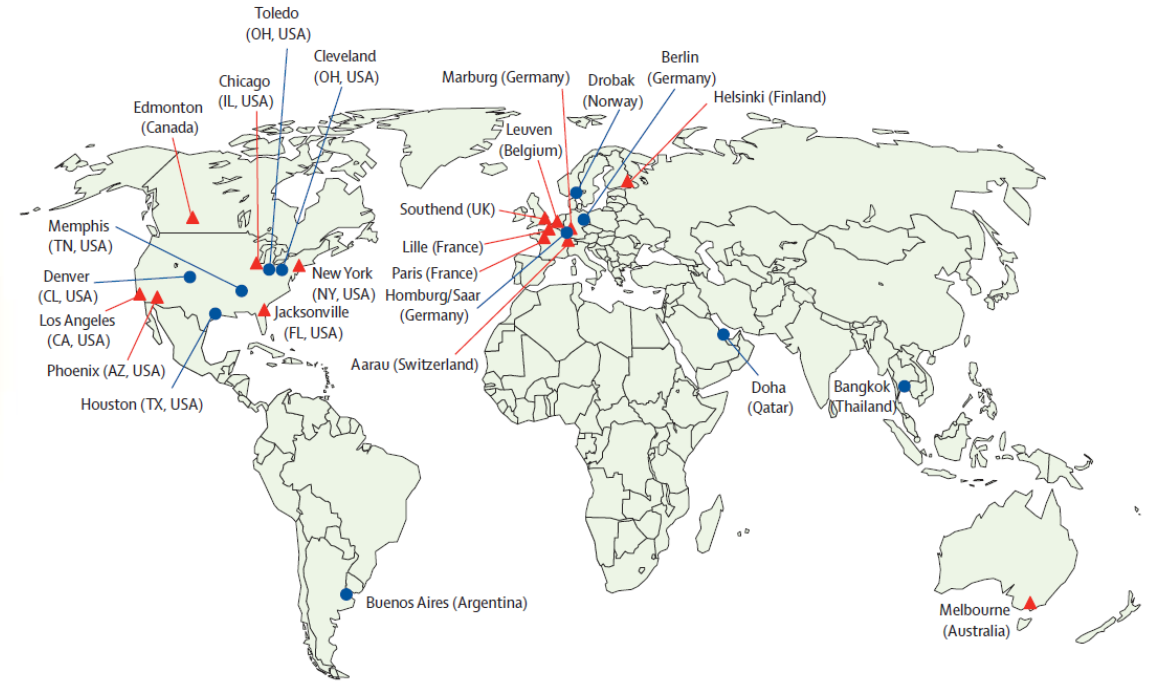 Toledo
(OH, USA)
Cleveland
(OH, USA)
Chicago
(IL, USA)
Edmonton
(Canada)
Memphis
(TN, USA)
Denver
(CL, USA)
Los Angeles
(CA, USA)
Phoenix (AZ, USA)
Houston (TX, USA)
New York
(NY, USA)
Jacksonville
(FL, USA)
Marburg (Germany)
Drobak
(Norway)
Berlin
(Germany)
Helsinki (Finland)
Leuven
(Belgium)
Southend (UK)
Lille (France)
Paris (France)
Homburg/Saar
(Germany)
Aarau (Switzerland)
Doha
(Qatar)
Bangkok
(Thailand)
Buenos Aires (Argentina)
Melbourne
(Australia)